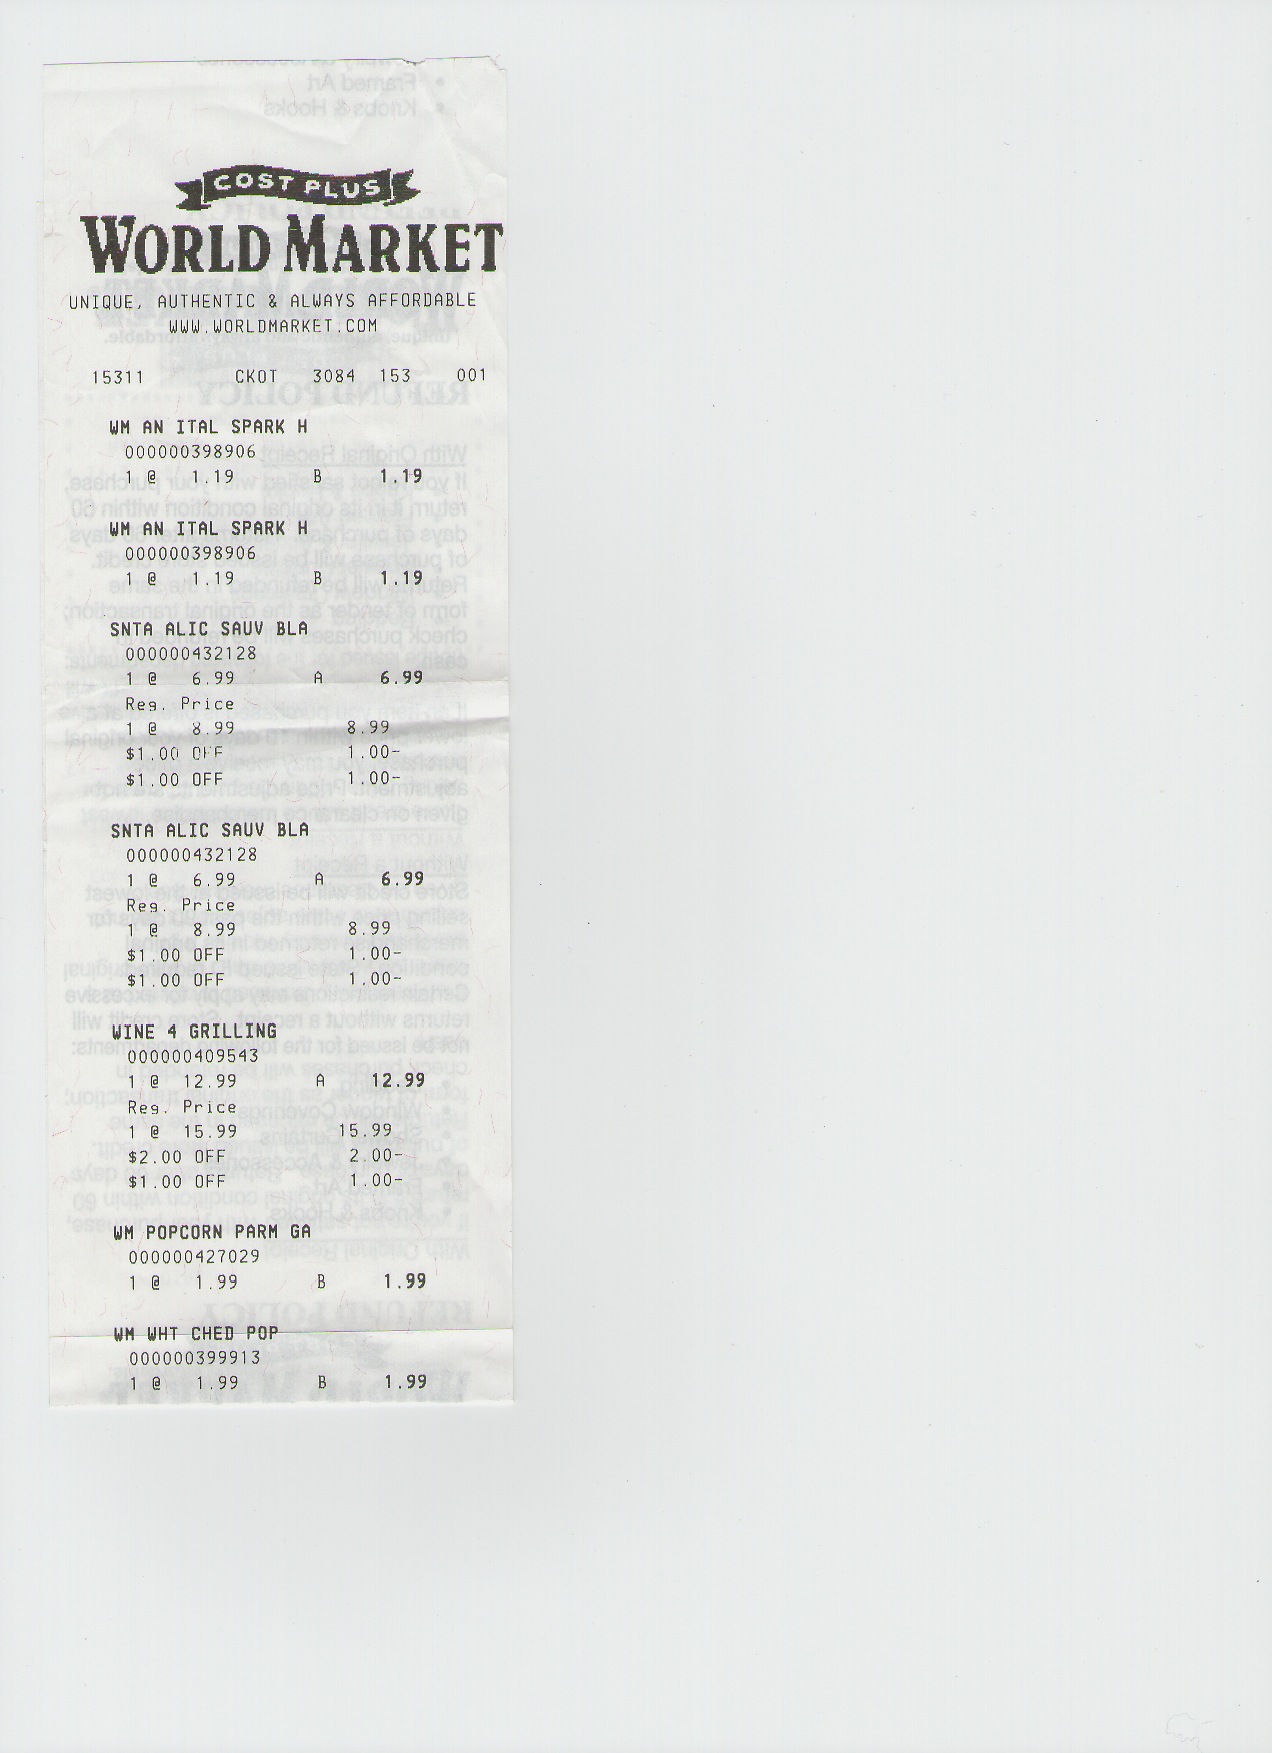 COST PLUS
WORLD MARKET
UNIQUE, AUTHENTIC & ALWAYS AFFORDABLE
WWW.WORLDMARKET.COM
15311 CKOT 3084 153 001
WM AN ITAL SPARK H
000000398906
1 @ 1.19 B 1.19
WM AN ITAL SPARK H
000000398906
1 @ 1.19 B 1.19
SNTA ALIC SAUV BLA
000000432128
1 @ 6.99 A 6.99
Reg. Price
1 @ 8.99 8.99
$1.00 OFF 1.00-
$1.00 OFF 1.00-
SNTA ALIC SAUV BLA
000000432128
1 @ 6.99 A 6.99
Reg. Price
1 @ 8.99 8.99
$1.00 OFF 1.00-
$1.00 OFF 1.00-
WINE 4 GRILLING
000000409543
1 @ 12.99 A 12.99
Reg. Price
1 @ 15.99 15.99
$2.00 OFF 2.00-
$1.00 OFF 1.00-
WM POPCORN PARM GA
000000427029
1 @ 1.99 B 1.99
WM WHT CHED POP
000000399913
1 @ 1.99 B 1.99